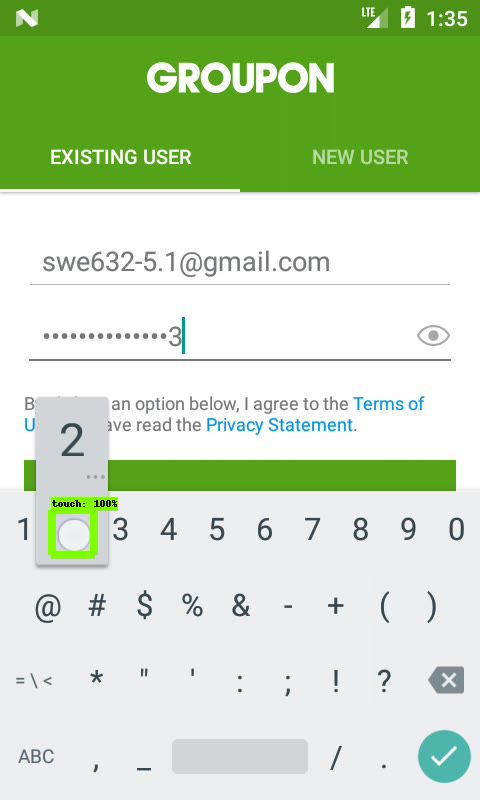 LTE 1:35
GROUPON
EXISTING USER NEW USER
swe632-5.1@gmail.com
••••••••••••••3
B an option below, I agree to the Terms of
U ave read the Privacy Statement.
2
...
touch: 100%
1 3 4 5 6 7 8 9 0
@ # $ % & - + ( )
= \ < * " ' : ; ! ?
ABC , _ / .